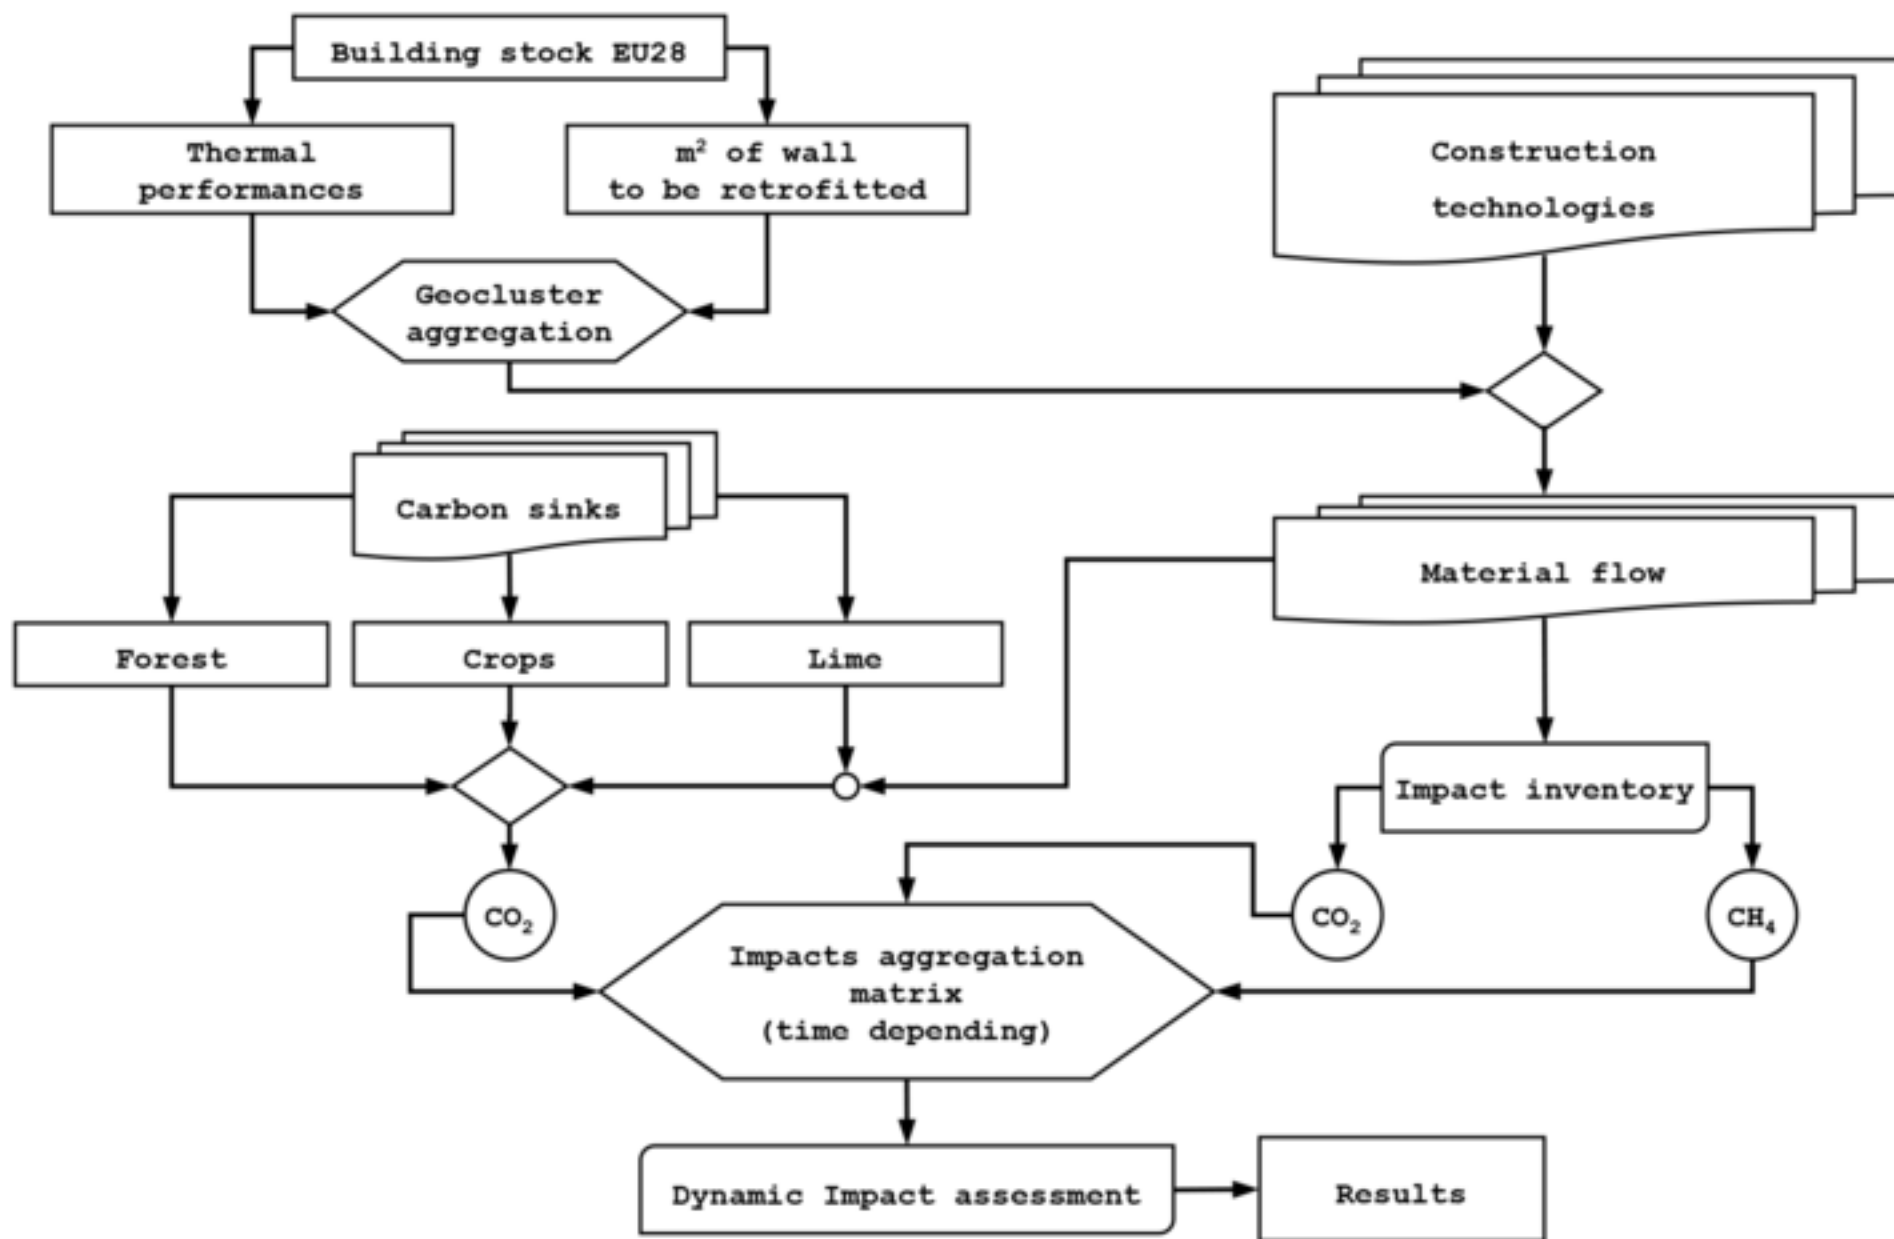 Building stock EU28
Thermal
performances
m² of wall
to be retrofitted
Construction
technologies
Geocluster
aggregation
Carbon sinks
Material flow
Forest
Crops
Lime
Impact inventory
CO₂
CO₂
CH₄
Impacts aggregation
matrix
(time depending)
Dynamic Impact assessment
Results